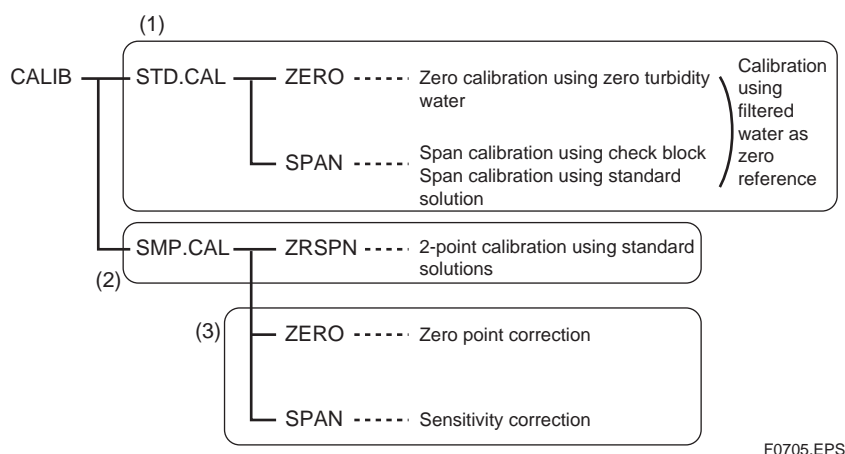 (1)
CALIB
STD.CAL
ZERO
Zero calibration using zero turbidity
water
SPAN
Span calibration using check block
Span calibration using standard
solution
Calibration
using
filtered
water as
zero
reference
(2)
SMP.CAL
ZRSPN
2-point calibration using standard
solutions
(3)
ZERO
Zero point correction
SPAN
Sensitivity correction
F0705.EPS